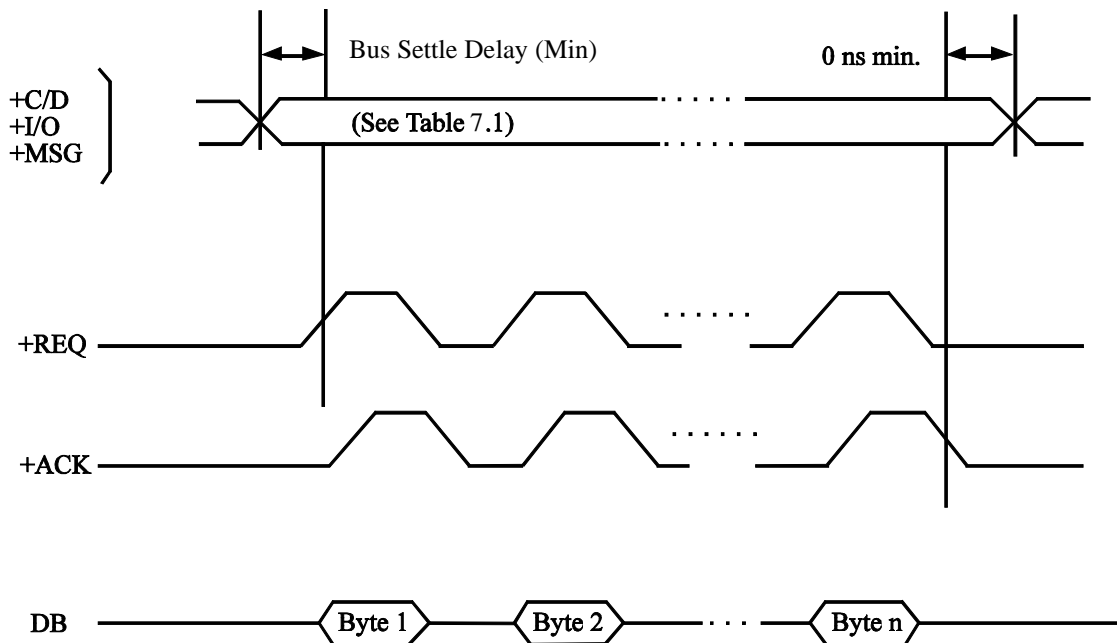 Bus Settle Delay (Min)
0 ns min.
+C/D
+I/O
+MSG
(See Table 7.1)
+REQ
+ACK
DB
Byte 1
Byte 2
Byte n